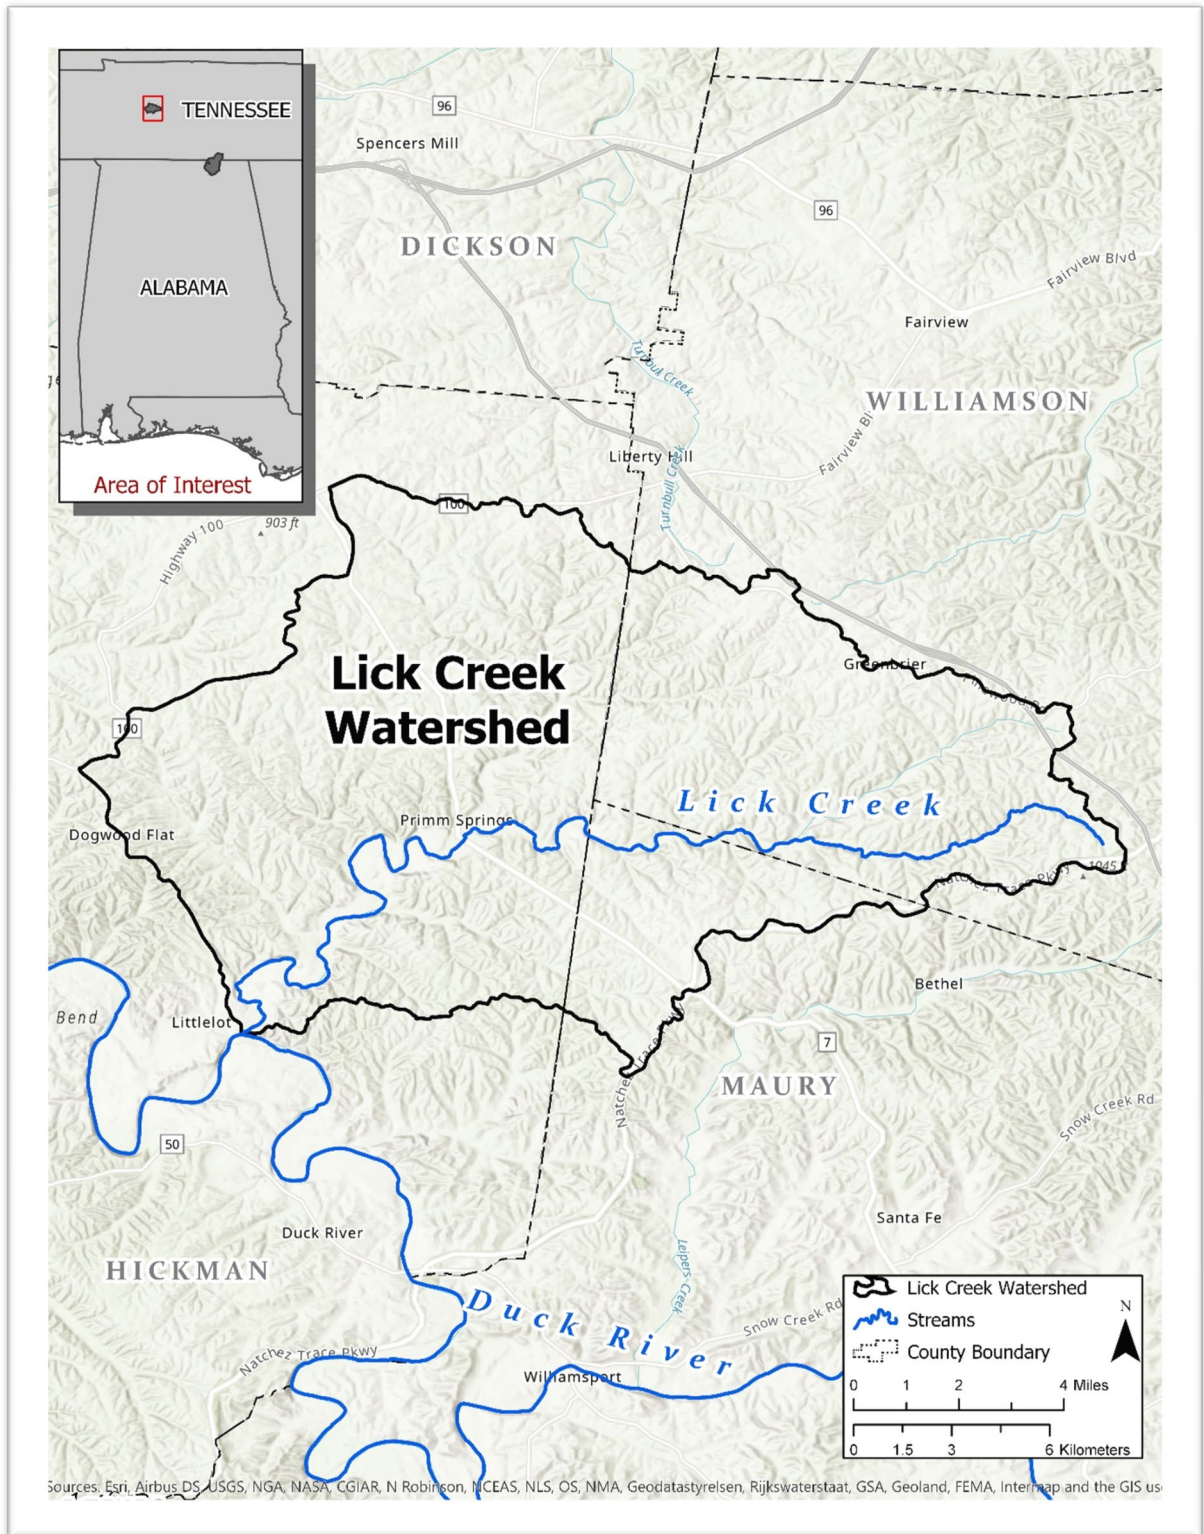 TENNESSEE
ALABAMA
Area of Interest
96
Spencers Mill
DICKSON
96
Fairview Blvd
Fairview
Turnbull Creek
WILLIAMSON
Fairview Bl
Liberty Hill
Turnbull Creek
100
903 ft
Highway 100
Lick Creek
Watershed
Greenbrier
100
Lick Creek
Primm Springs
Dogwood Flat
1045 ft
Natchez Trace Pkwy
Bethel
Bend
Littlelot
7
Natchez Trace Pkwy
MAURY
Snow Creek Rd
50
Santa Fe
Duck River
HICKMAN
Leipers Creek
Duck River
Snow Creek Rd
Natchez Trace Pkwy
Williamsport
Lick Creek Watershed
Streams
County Boundary
N
0 1 2 4 Miles
0 1.5 3 6 Kilometers
Sources: Esri, Airbus DS, USGS, NGA, NASA, CGIAR, N Robinson, NCEAS, NLS, OS, NMA, Geodatastyrelsen, Rijkswaterstaat, GSA, Geoland, FEMA, Intermap and the GIS us